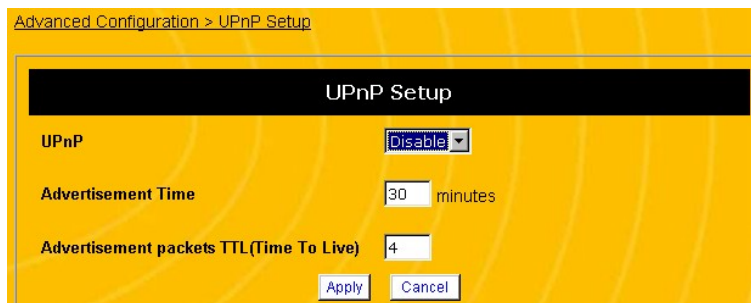 Advanced Configuration > UPnP Setup
UPnP Setup
UPnP Disable
Advertisement Time 30 minutes
Advertisement packets TTL(Time To Live) 4
Apply Cancel